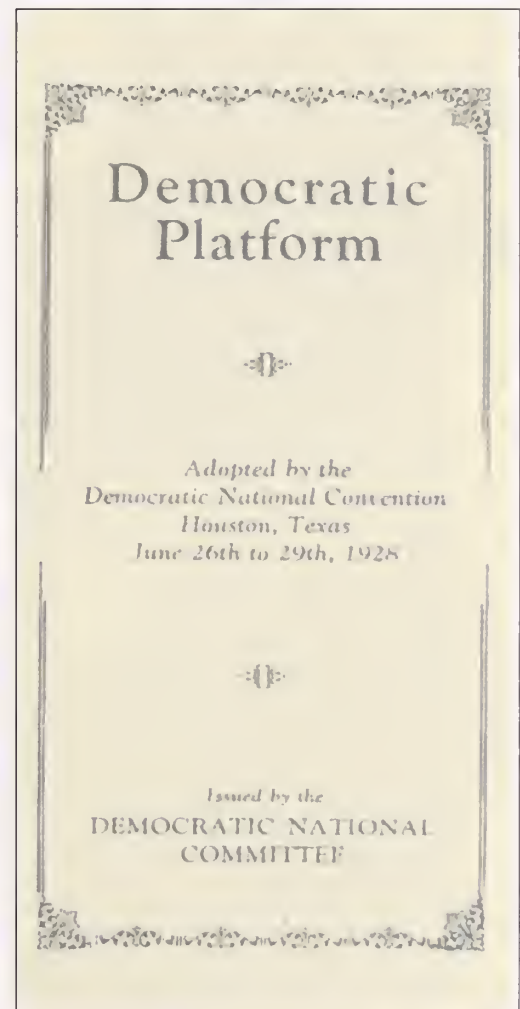 Democratic
Platform
Adopted by the
Democratic National Convention
Houston, Texas
June 26th to 29th, 1928
Issued by the
DEMOCRATIC NATIONAL
COMMITTEE